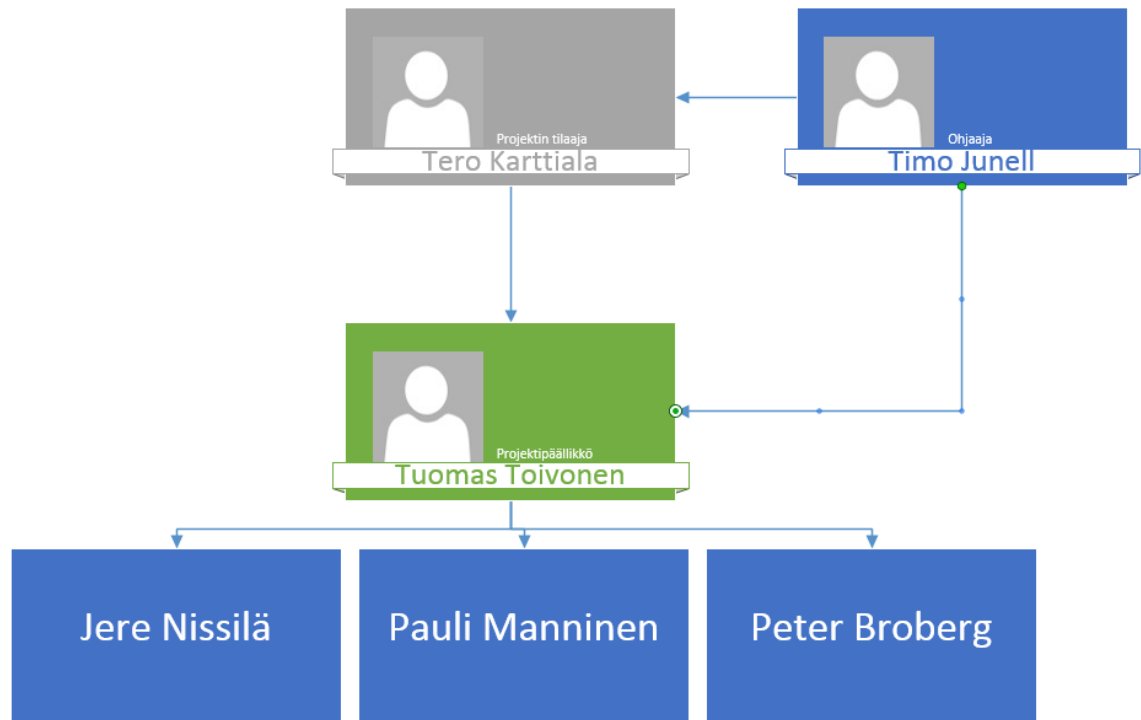 Projektin tilaaja
Tero Karttiala
Ohjaaja
Timo Junell
Projektipäällikkö
Tuomas Toivonen
Jere Nissilä
Pauli Manninen
Peter Broberg